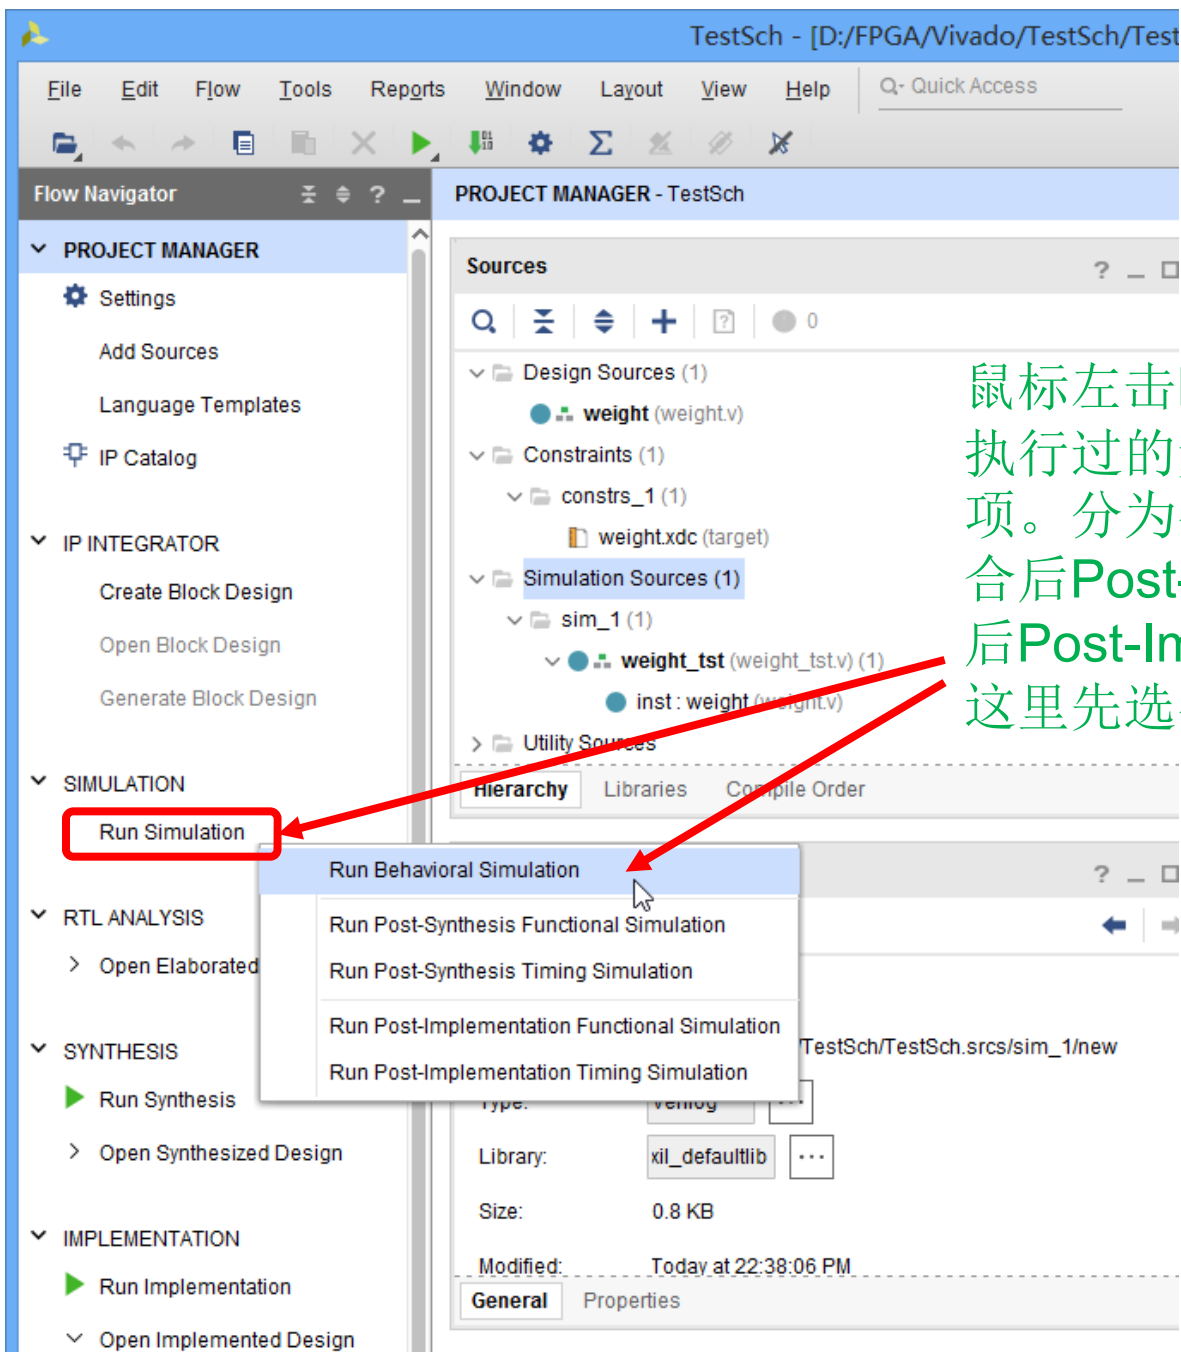 TestSch - [D:/FPGA/Vivado/TestSch/Test
File Edit Flow Tools Reports Window Layout View Help Quick Access
Flow Navigator
PROJECT MANAGER - TestSch
PROJECT MANAGER
Settings
Add Sources
Language Templates
IP Catalog
IP INTEGRATOR
Create Block Design
Open Block Design
Generate Block Design
SIMULATION
Run Simulation
RTL ANALYSIS
Open Elaborated
SYNTHESIS
Run Synthesis
Open Synthesized Design
IMPLEMENTATION
Run Implementation
Open Implemented Design
Sources
0
Design Sources (1)
weight (weight.v)
Constraints (1)
constrs_1 (1)
weight.xdc (target)
Simulation Sources (1)
sim_1 (1)
weight_tst (weight_tst.v) (1)
inst : weight (weight.v)
Utility Sources
Hierarchy Libraries Compile Order
鼠标左击
执行过的
项。分为
合后Post-
后Post-Im
这里先选
Run Behavioral Simulation
Run Post-Synthesis Functional Simulation
Run Post-Synthesis Timing Simulation
Run Post-Implementation Functional Simulation
Run Post-Implementation Timing Simulation
/TestSch/TestSch.srcs/sim_1/new
Type: Verilog ...
Library: xil_defaultlib ...
Size: 0.8 KB
Modified: Today at 22:38:06 PM
General Properties